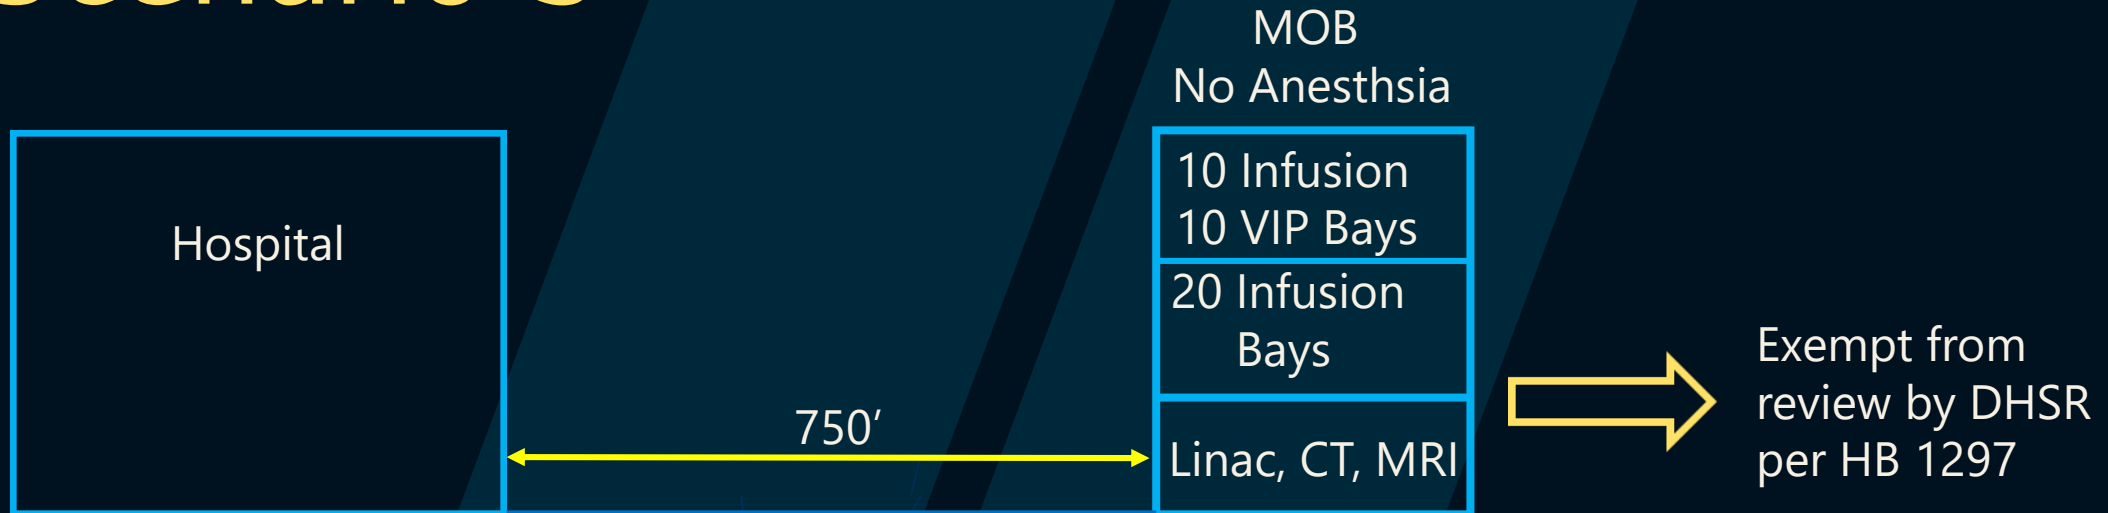 MOB
No Anesthsia
Hospital
10 Infusion
10 VIP Bays
20 Infusion
Bays
750’
Linac, CT, MRI
Exempt from
review by DHSR
per HB 1297